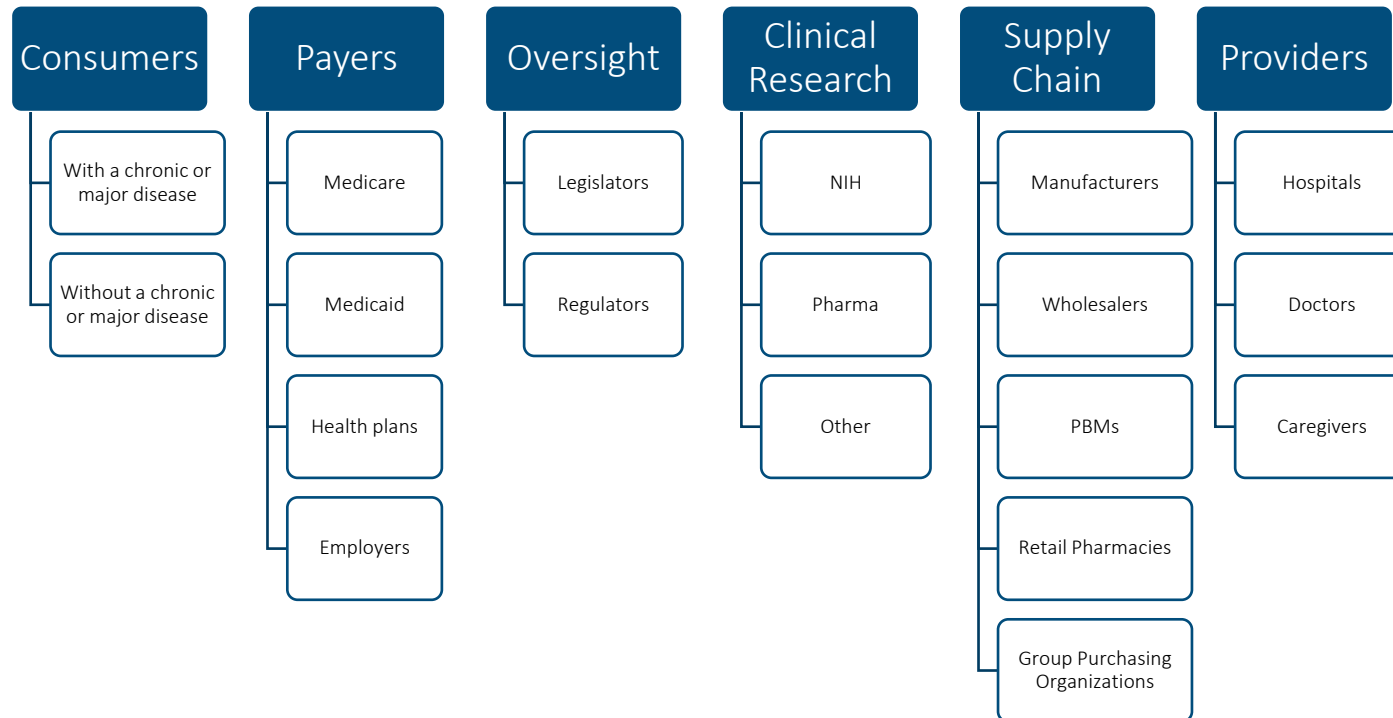 Consumers
With a chronic or
major disease
Without a chronic
or major disease
Payers
Medicare
Medicaid
Health plans
Employers
Oversight
Legislators
Regulators
Clinical
Research
NIH
Pharma
Other
Supply
Chain
Manufacturers
Wholesalers
PBMs
Retail Pharmacies
Group Purchasing
Organizations
Providers
Hospitals
Doctors
Caregivers